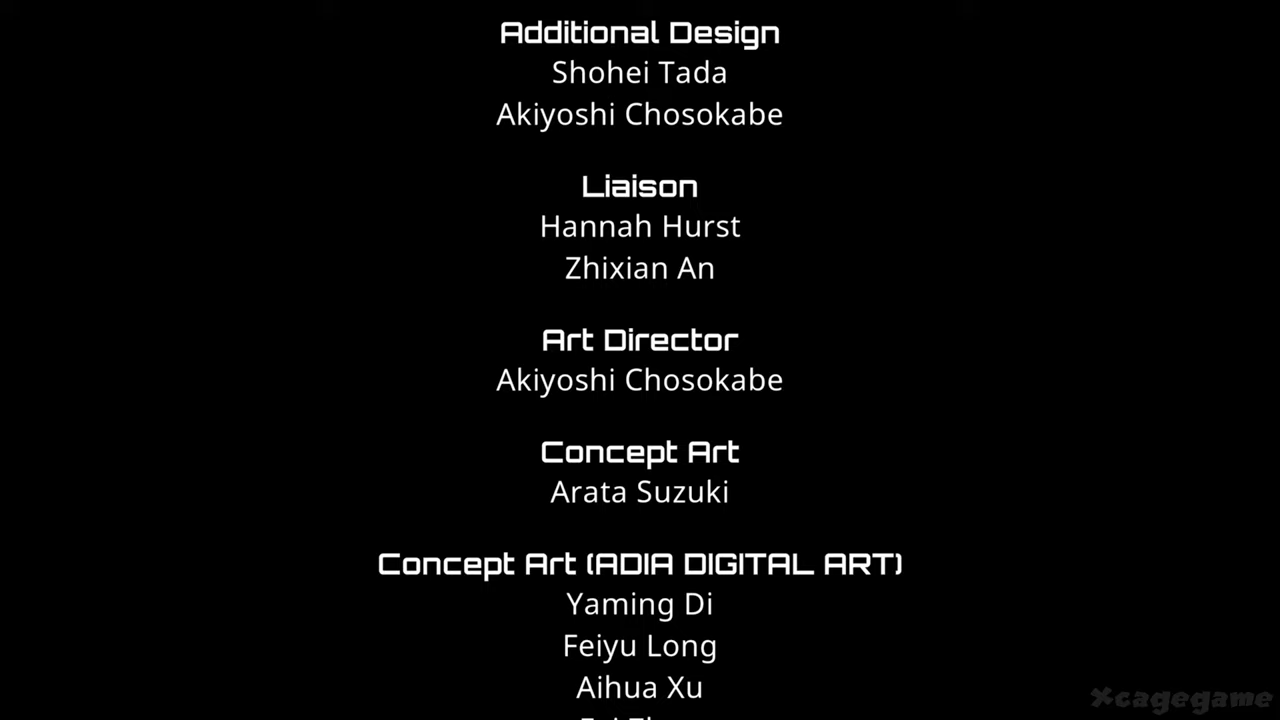 Additional Design
Shohei Tada
Akiyoshi Chosokabe
Liaison
Hannah Hurst
Zhixian An
Art Director
Akiyoshi Chosokabe
Concept Art
Arata Suzuki
Concept Art (ADIA DIGITAL ART)
Yaming Di
Feiyu Long
Aihua Xu
Xcagegame